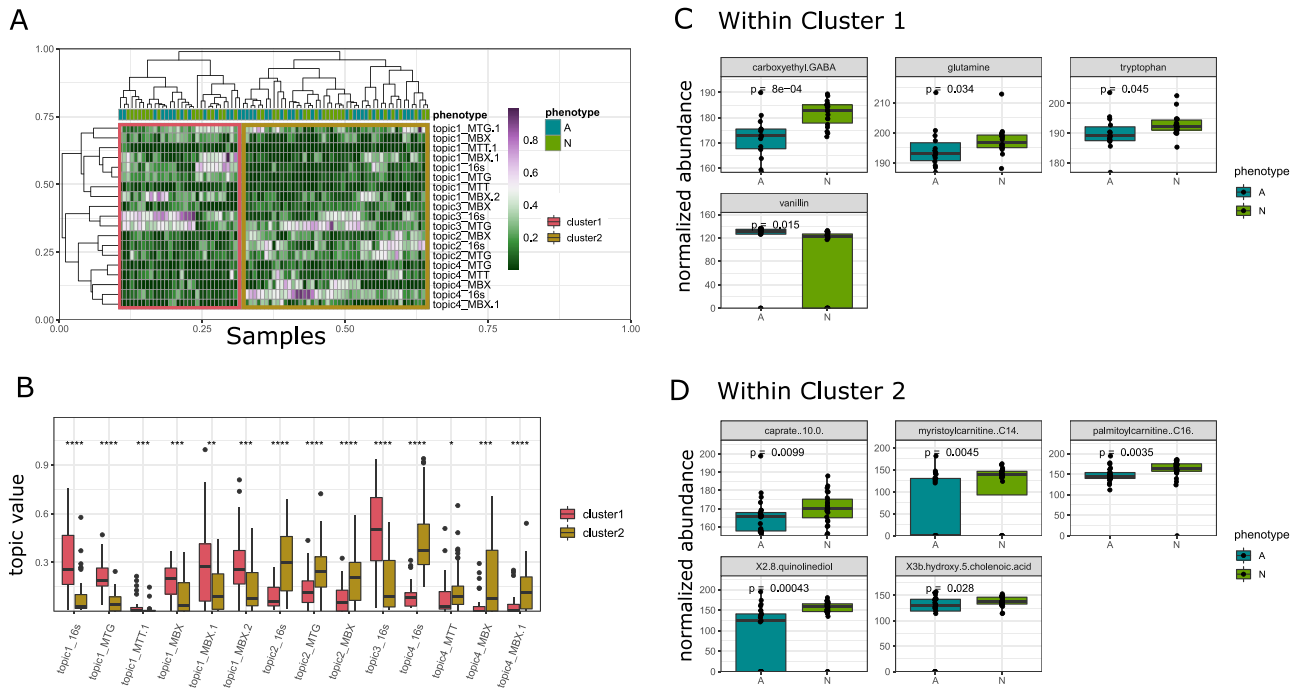 A
1.00
0.75
0.50
0.25
0.00
0.00
0.25
0.50
0.75
1.00
Samples
phenotype
topic1_MTG.1
topic1_MBX
topic1_MTT.1
topic1_MBX.1
topic1_16s
topic1_MTG
topic1_MTT
topic1_MBX.2
topic3_MBX
topic3_16s
topic3_MTG
topic2_MBX
topic2_16s
topic2_MTG
topic4_MTG
topic4_MTT
topic4_MBX
topic4_16s
topic4_MBX.1
0.8
0.6
0.4
0.2
phenotype
A
N
cluster1
cluster2
B
topic value
0.9
0.6
0.3
**** **** *** *** ** *** **** **** **** **** **** * *** ****
topic1_16s
topic1_MTG
topic1_MTT.1
topic1_MBX
topic1_MBX.1
topic1_MBX.2
topic2_16s
topic2_MTG
topic2_MBX
topic3_16s
topic4_16s
topic4_MTT
topic4_MBX
topic4_MBX.1
cluster1
cluster2
C Within Cluster 1
normalized abundance
carboxyethyl.GABA
p = 8e−04
190
180
170
160
A N
glutamine
p = 0.034
210
200
190
A N
tryptophan
p = 0.045
200
190
180
A N
vanillin
p = 0.015
160
120
80
40
0
A N
phenotype
A
N
D Within Cluster 2
normalized abundance
caprate..10.0.
p = 0.0099
200
190
180
170
160
myristoylcarnitine..C14.
p = 0.0045
200
150
100
50
0
A N
palmitoylcarnitine..C16.
p = 0.0035
200
150
100
50
0
A N
X2.8.quinolinediol
p = 0.00043
200
150
100
50
0
A N
X3b.hydroxy.5.cholenoic.acid
p = 0.028
200
150
100
50
0
A N
phenotype
A
N